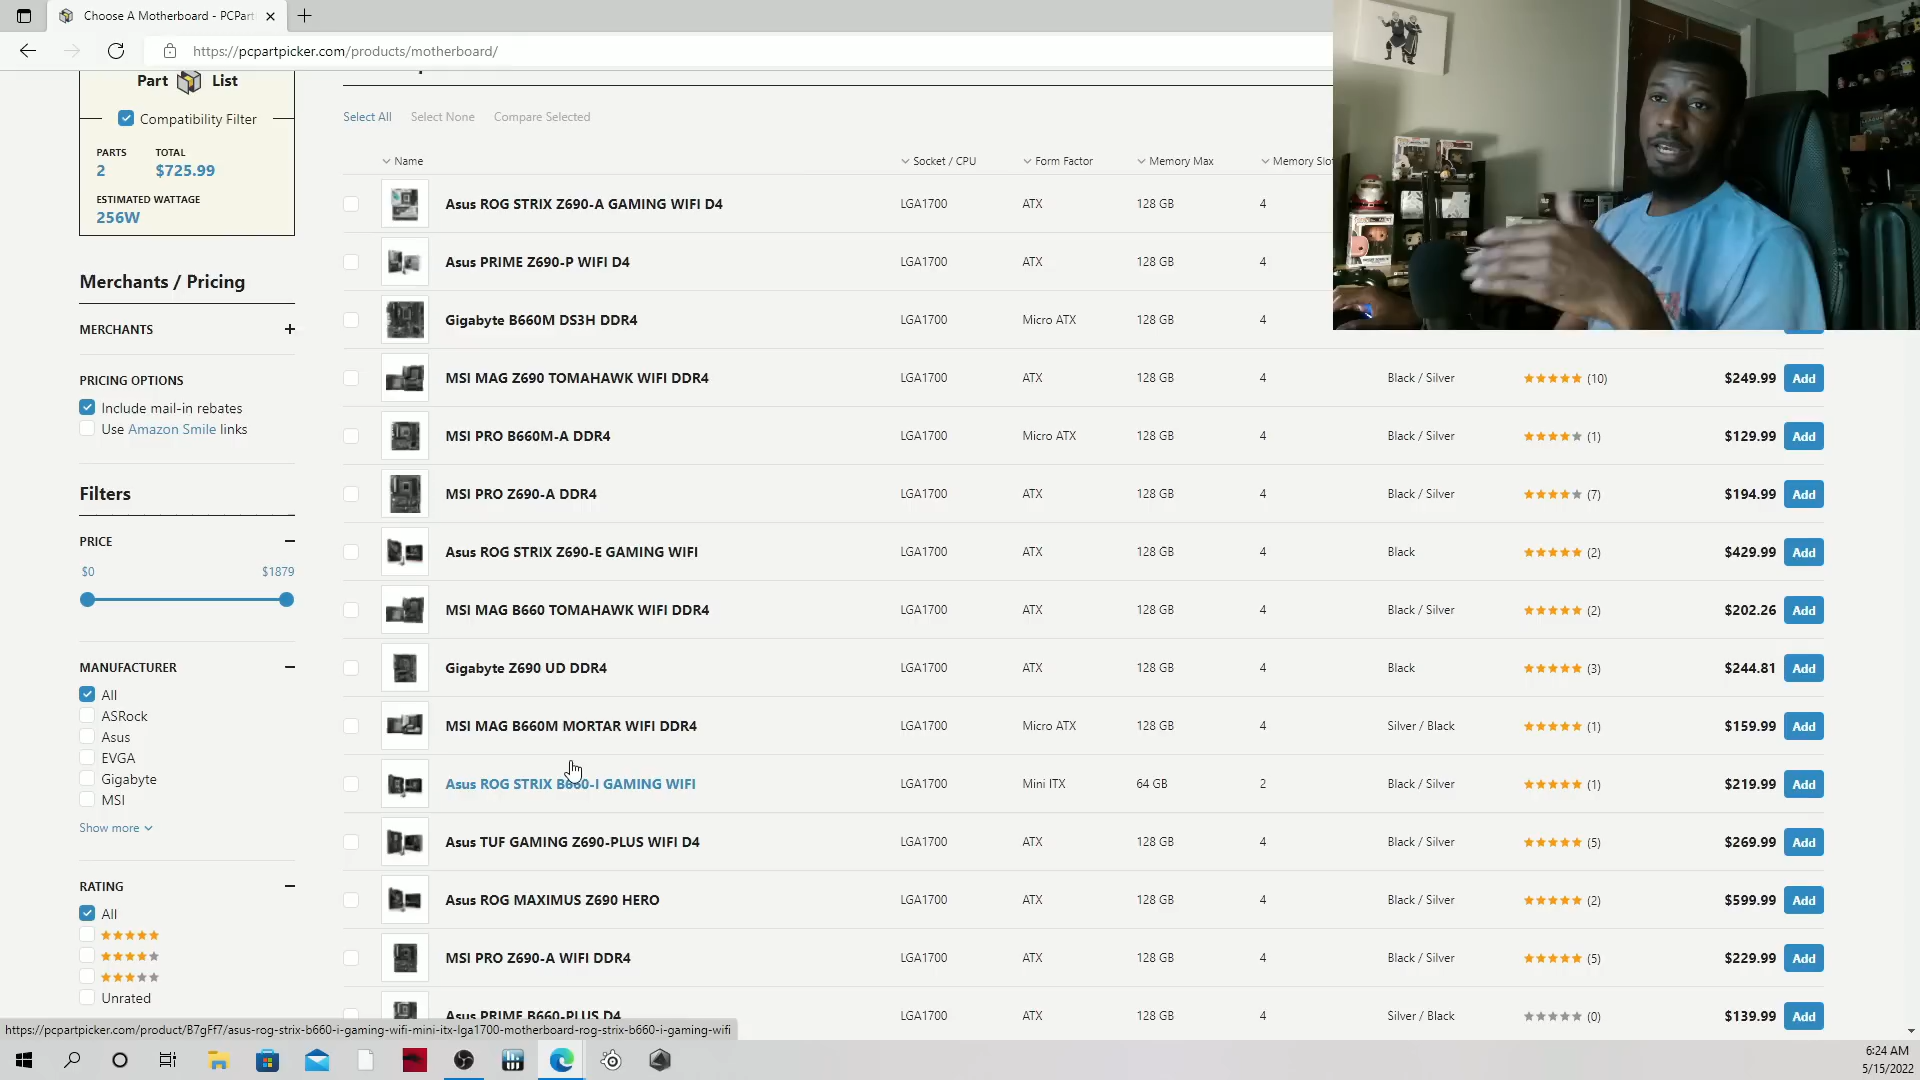 Choose A Motherboard - PCPart
https://pcpartpicker.com/products/motherboard/
Part List
Compatibility Filter
PARTS TOTAL
2 $725.99
ESTIMATED WATTAGE
256W
Merchants / Pricing
MERCHANTS
PRICING OPTIONS
Include mail-in rebates
Use Amazon Smile links
Filters
PRICE
$0 $1879
MANUFACTURER
All
ASRock
Asus
EVGA
Gigabyte
MSI
Show more
RATING
All
Unrated
Select All Select None Compare Selected
Name Socket / CPU Form Factor Memory Max Memory Slo
Asus ROG STRIX Z690-A GAMING WIFI D4 LGA1700 ATX 128 GB 4
Asus PRIME Z690-P WIFI D4 LGA1700 ATX 128 GB 4
Gigabyte B660M DS3H DDR4 LGA1700 Micro ATX 128 GB 4
MSI MAG Z690 TOMAHAWK WIFI DDR4 LGA1700 ATX 128 GB 4 Black / Silver (10) $249.99 Add
MSI PRO B660M-A DDR4 LGA1700 Micro ATX 128 GB 4 Black / Silver (1) $129.99 Add
MSI PRO Z690-A DDR4 LGA1700 ATX 128 GB 4 Black / Silver (7) $194.99 Add
Asus ROG STRIX Z690-E GAMING WIFI LGA1700 ATX 128 GB 4 Black (2) $429.99 Add
MSI MAG B660 TOMAHAWK WIFI DDR4 LGA1700 ATX 128 GB 4 Black / Silver (2) $202.26 Add
Gigabyte Z690 UD DDR4 LGA1700 ATX 128 GB 4 Black (3) $244.81 Add
MSI MAG B660M MORTAR WIFI DDR4 LGA1700 Micro ATX 128 GB 4 Silver / Black (1) $159.99 Add
Asus ROG STRIX B660-I GAMING WIFI LGA1700 Mini ITX 64 GB 2 Black / Silver (1) $219.99 Add
Asus TUF GAMING Z690-PLUS WIFI D4 LGA1700 ATX 128 GB 4 Black / Silver (5) $269.99 Add
Asus ROG MAXIMUS Z690 HERO LGA1700 ATX 128 GB 4 Black / Silver (2) $599.99 Add
MSI PRO Z690-A WIFI DDR4 LGA1700 ATX 128 GB 4 Black / Silver (5) $229.99 Add
Asus PRIME B660-PLUS D4 LGA1700 ATX 128 GB 4 Silver / Black (0) $139.99 Add
https://pcpartpicker.com/product/B7gFf7/asus-rog-strix-b660-i-gaming-wifi-mini-itx-lga1700-motherboard-rog-strix-b660-i-gaming-wifi
6:24 AM
5/15/2022